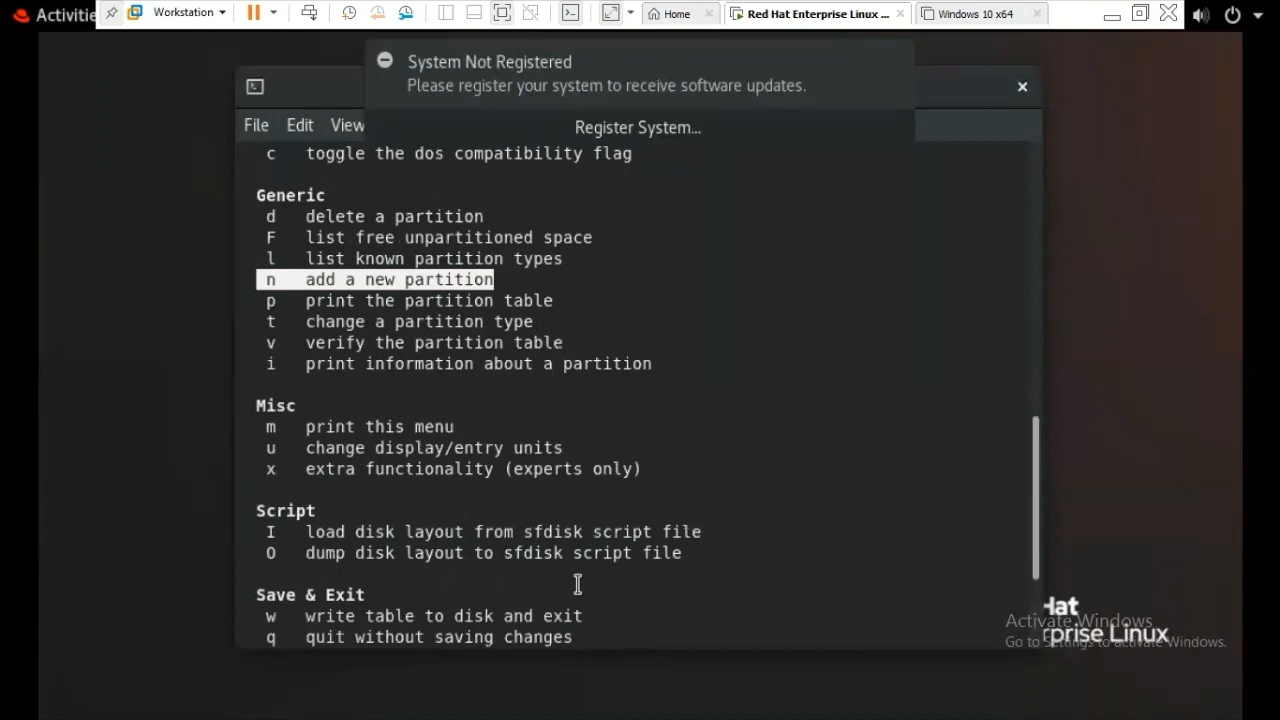 Activitie
Workstation
Home
Red Hat Enterprise Linux ...
Windows 10 x64
System Not Registered
Please register your system to receive software updates.
Register System...
File Edit View
c toggle the dos compatibility flag
Generic
d delete a partition
F list free unpartitioned space
l list known partition types
n add a new partition
p print the partition table
t change a partition type
v verify the partition table
i print information about a partition
Misc
m print this menu
u change display/entry units
x extra functionality (experts only)
Script
I load disk layout from sfdisk script file
O dump disk layout to sfdisk script file
Save & Exit
w write table to disk and exit
q quit without saving changes
Hat
rprise Linux
Activate Windows
Go to Settings to activate Windows.